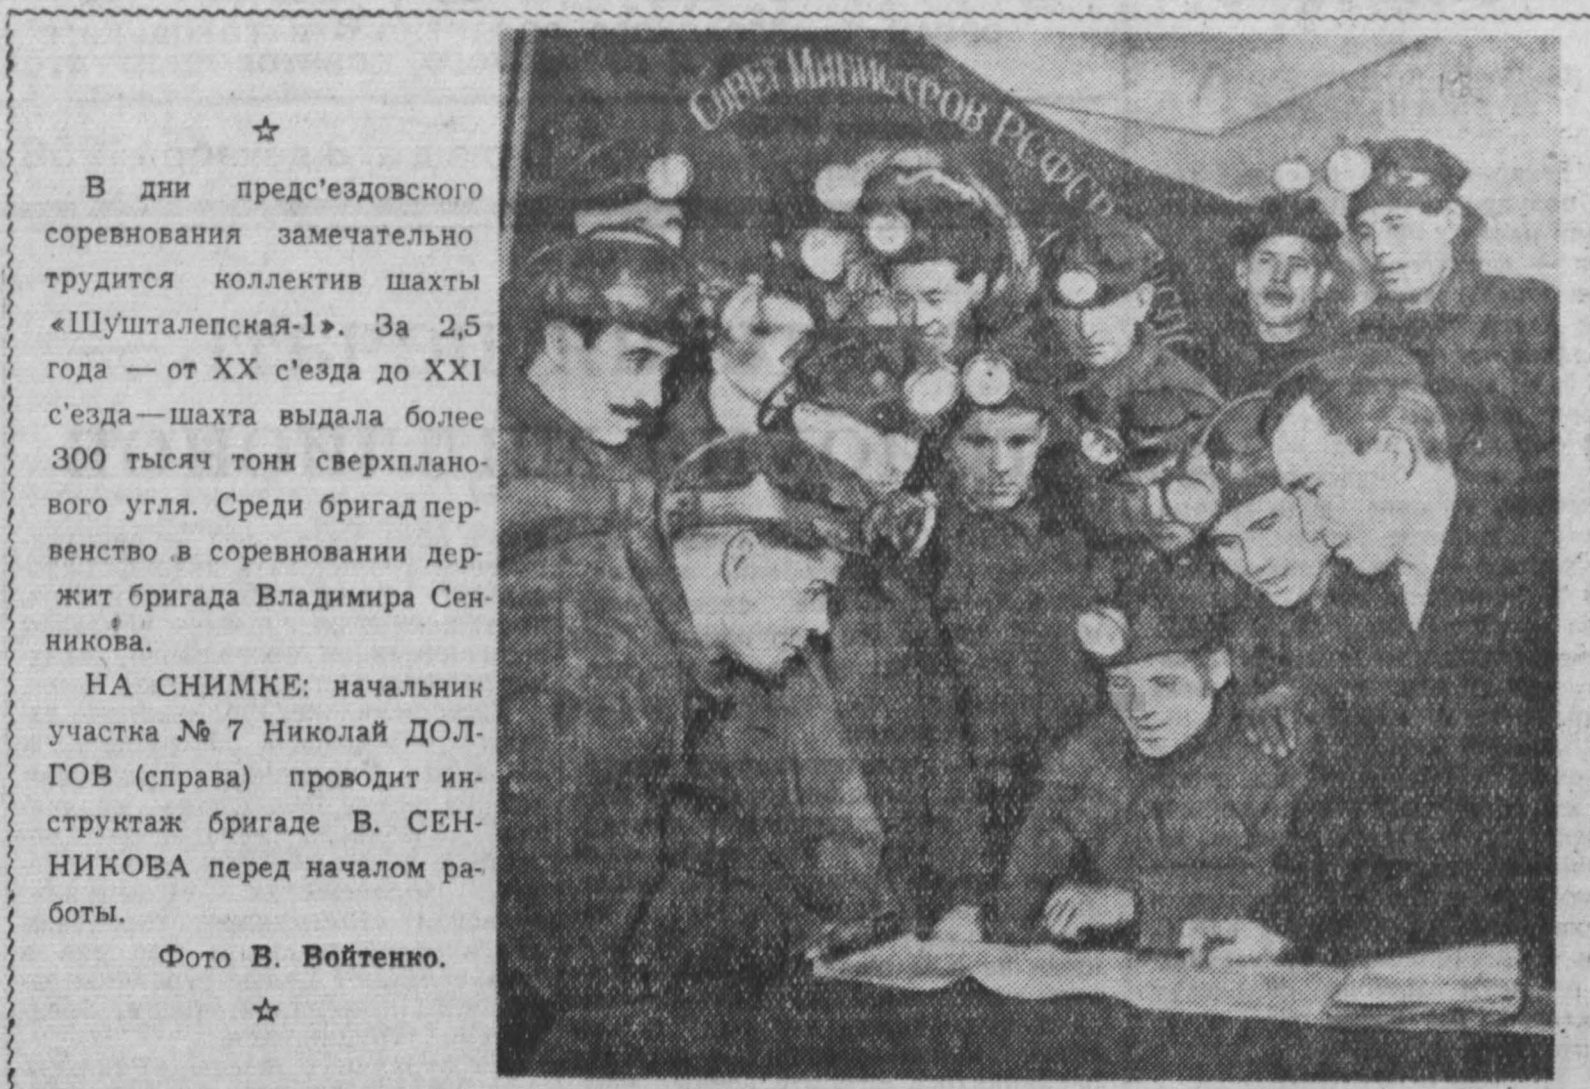 ☆
В дни предс'ездовского
соревнования замечательно
трудится коллектив шахты
«Шушталепская-1». За 2,5
года — от XX с'езда до XXI
с'езда—шахта выдала более
300 тысяч тонн сверхплано-
вого угля. Среди бригад пер-
венство в соревновании дер-
жит бригада Владимира Сен-
никова.
НА СНИМКЕ: начальник
участка № 7 Николай ДОЛ-
ГОВ (справа) проводит ин-
структаж бригаде В. СЕН-
НИКОВА перед началом ра-
боты.
Фото В. Войтенко.
☆
Совет Министров РСФСР